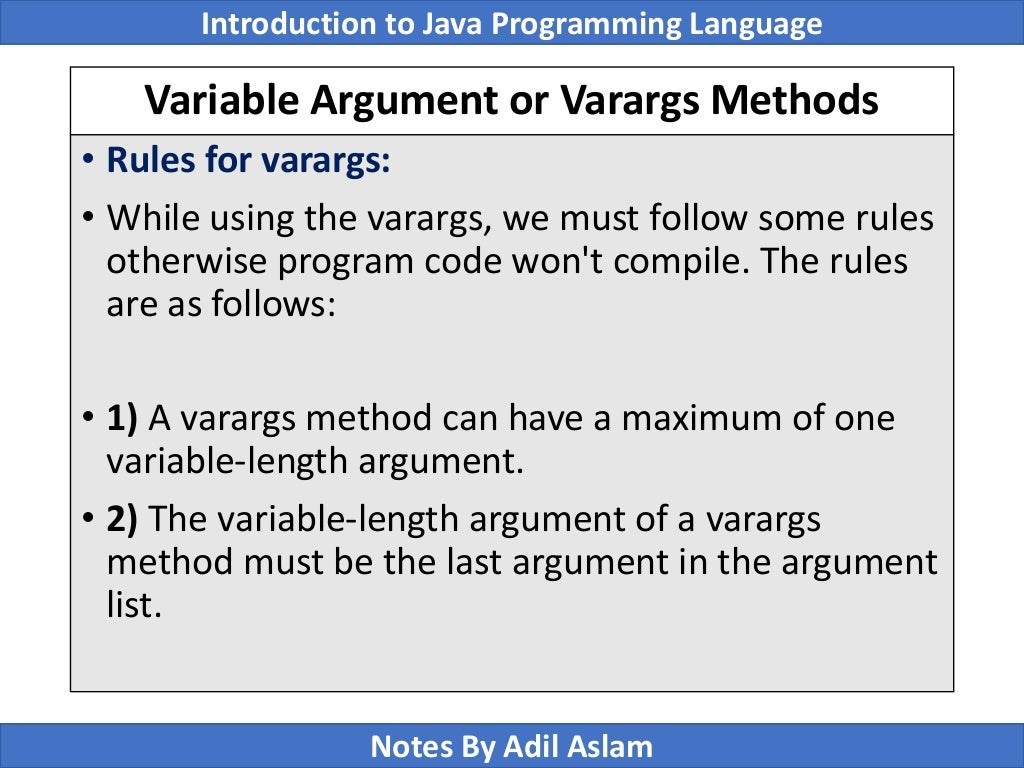 Introduction to Java Programming Language
Variable Argument or Varargs Methods
• Rules for varargs:
• While using the varargs, we must follow some rules
otherwise program code won't compile. The rules
are as follows:
• 1) A varargs method can have a maximum of one
variable-length argument.
• 2) The variable-length argument of a varargs
method must be the last argument in the argument
list.
Notes By Adil Aslam